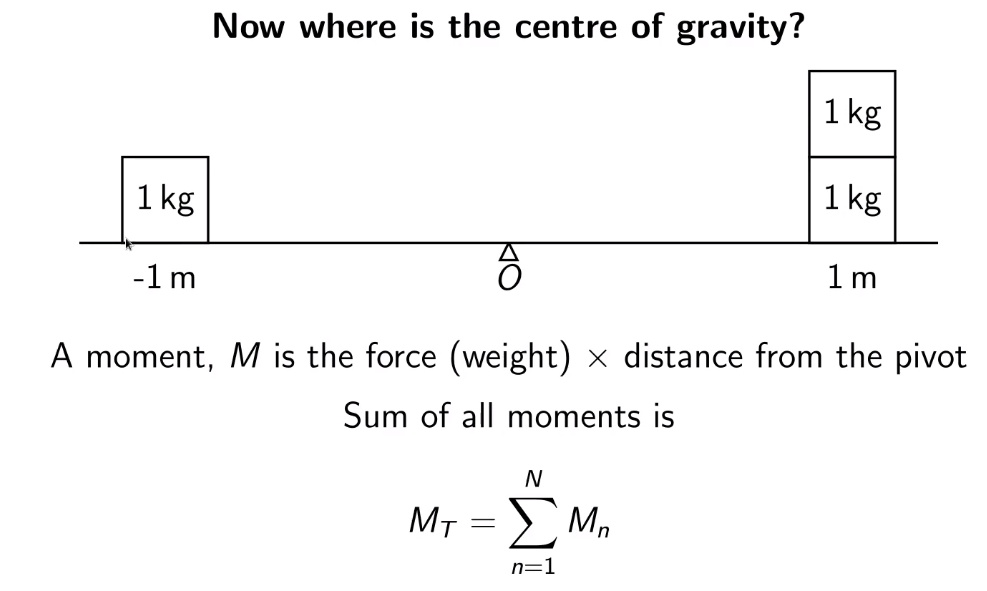 Now where is the centre of gravity?
1 kg
1 kg
1 kg
-1 m
O
1 m
A moment, M is the force (weight) × distance from the pivot
Sum of all moments is
M_T = \sum_{n=1}^{N} M_n